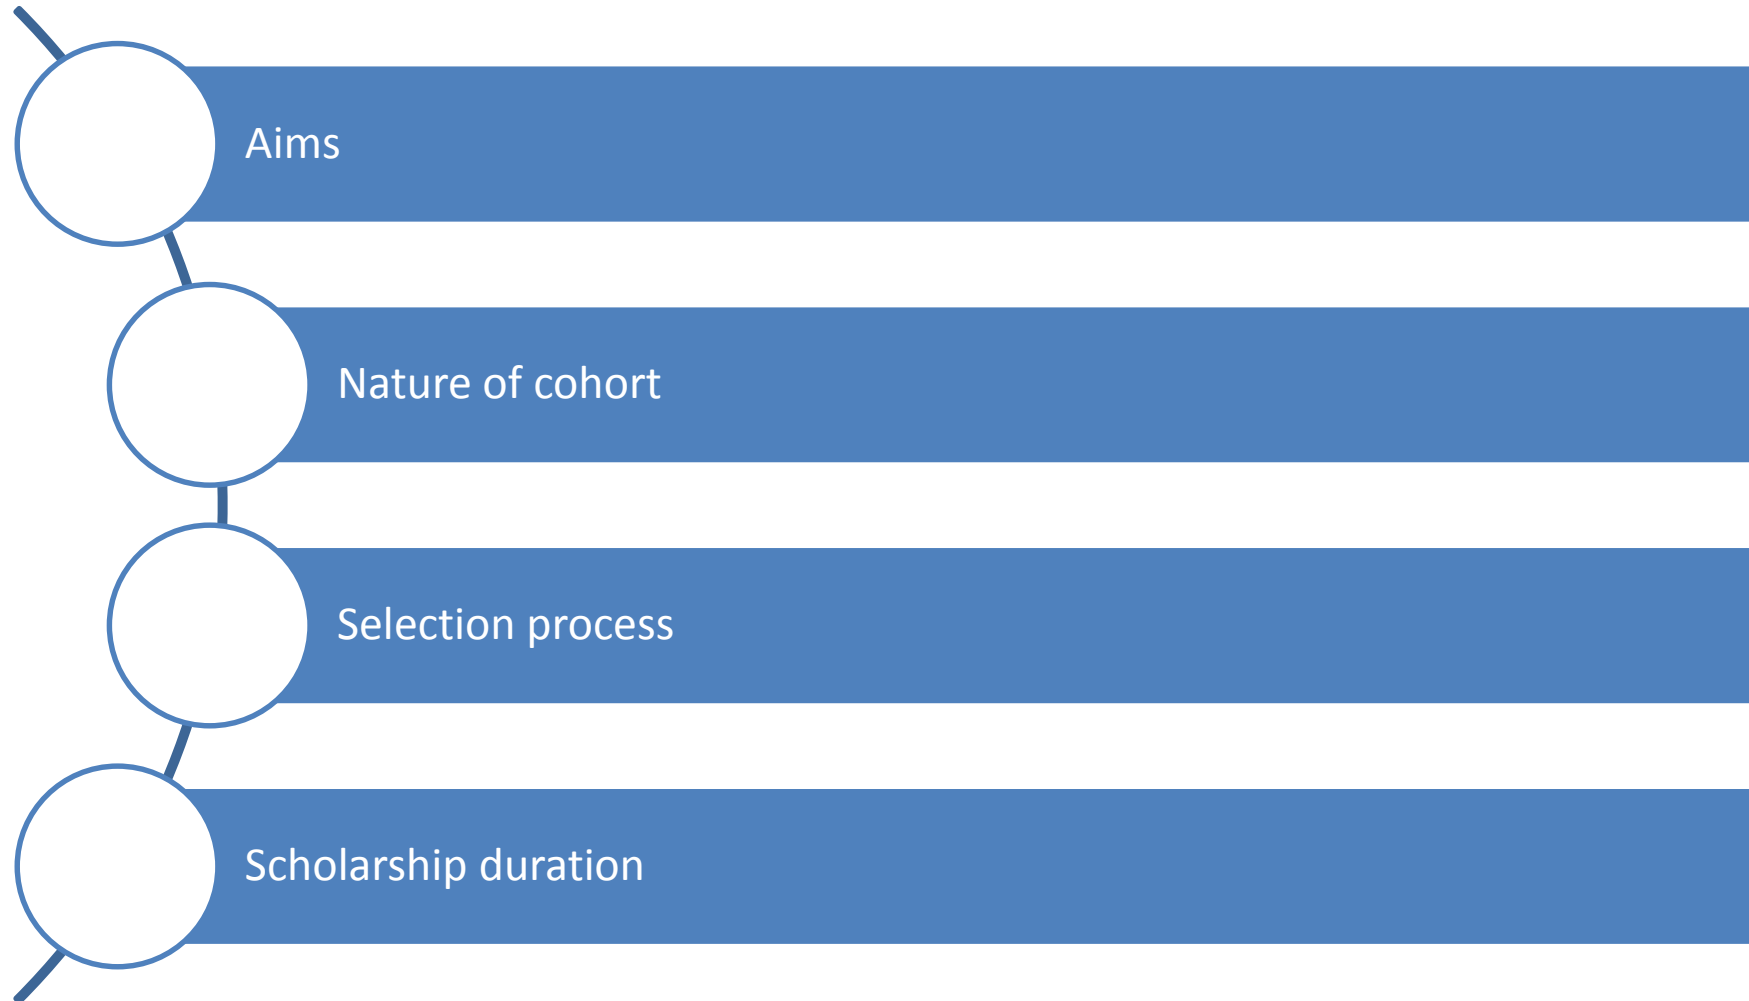 Aims
Nature of cohort
Selection process
Scholarship duration